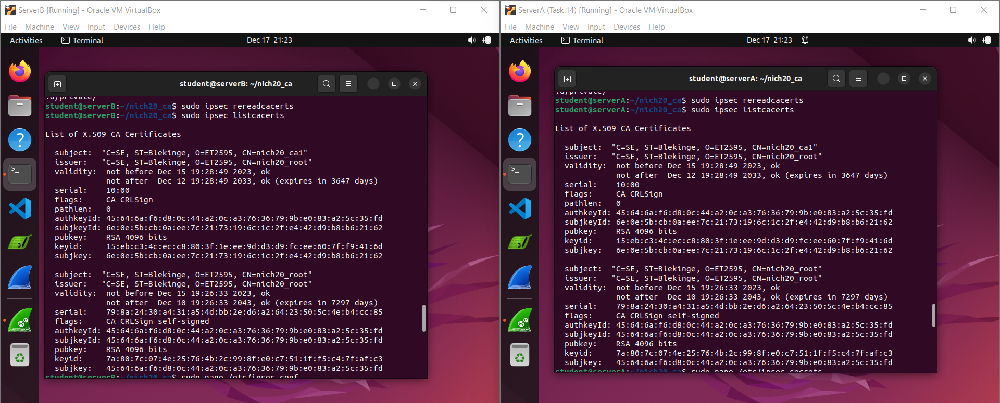 ServerB [Running] - Oracle VM VirtualBox
File Machine View Input Devices Help
Activities Terminal Dec 17 21:23
student@serverB: ~/nich20_ca
.d/private/
student@serverB:~/nich20_ca$ sudo ipsec rereadcacerts
student@serverB:~/nich20_ca$ sudo ipsec listcacerts
List of X.509 CA Certificates
subject: "C=SE, ST=Blekinge, O=ET2595, CN=nich20_ca1"
issuer: "C=SE, ST=Blekinge, O=ET2595, CN=nich20_root"
validity: not before Dec 15 19:28:49 2023, ok
not after Dec 12 19:28:49 2033, ok (expires in 3647 days)
serial: 10:00
flags: CA CRLSign
pathlen: 0
authkeyId: 45:64:6a:f6:d8:0c:44:a2:0c:a3:76:36:79:9b:e0:83:a2:5c:35:fd
subjkeyId: 6e:0e:5b:cb:0a:ee:7c:21:73:19:6c:1c:2f:e4:42:d9:b8:b6:21:62
pubkey: RSA 4096 bits
keyid: 15:eb:c3:4c:ec:c8:80:3f:1e:ee:9d:d3:d9:fc:ee:60:7f:f9:41:6d
subjkey: 6e:0e:5b:cb:0a:ee:7c:21:73:19:6c:1c:2f:e4:42:d9:b8:b6:21:62
subject: "C=SE, ST=Blekinge, O=ET2595, CN=nich20_root"
issuer: "C=SE, ST=Blekinge, O=ET2595, CN=nich20_root"
validity: not before Dec 15 19:26:33 2023, ok
not after Dec 10 19:26:33 2043, ok (expires in 7297 days)
serial: 79:8a:24:30:a4:31:a5:4d:bb:2e:d6:a2:64:23:50:5c:4e:b4:cc:85
flags: CA CRLSign self-signed
authkeyId: 45:64:6a:f6:d8:0c:44:a2:0c:a3:76:36:79:9b:e0:83:a2:5c:35:fd
subjkeyId: 45:64:6a:f6:d8:0c:44:a2:0c:a3:76:36:79:9b:e0:83:a2:5c:35:fd
pubkey: RSA 4096 bits
keyid: 7a:80:7c:07:4e:25:76:4b:2c:99:8f:e0:c7:51:1f:f5:c4:7f:af:c3
subjkey: 45:64:6a:f6:d8:0c:44:a2:0c:a3:76:36:79:9b:e0:83:a2:5c:35:fd
student@serverB:~/nich20_ca$ sudo nano /etc/ipsec.conf
ServerA (Task 14) [Running] - Oracle VM VirtualBox
File Machine View Input Devices Help
Activities Terminal Dec 17 21:23
student@serverA: ~/nich20_ca
.d/private/
student@serverA:~/nich20_ca$ sudo ipsec rereadcacerts
student@serverA:~/nich20_ca$ sudo ipsec listcacerts
List of X.509 CA Certificates
subject: "C=SE, ST=Blekinge, O=ET2595, CN=nich20_ca1"
issuer: "C=SE, ST=Blekinge, O=ET2595, CN=nich20_root"
validity: not before Dec 15 19:28:49 2023, ok
not after Dec 12 19:28:49 2033, ok (expires in 3647 days)
serial: 10:00
flags: CA CRLSign
pathlen: 0
authkeyId: 45:64:6a:f6:d8:0c:44:a2:0c:a3:76:36:79:9b:e0:83:a2:5c:35:fd
subjkeyId: 6e:0e:5b:cb:0a:ee:7c:21:73:19:6c:1c:2f:e4:42:d9:b8:b6:21:62
pubkey: RSA 4096 bits
keyid: 15:eb:c3:4c:ec:c8:80:3f:1e:ee:9d:d3:d9:fc:ee:60:7f:f9:41:6d
subjkey: 6e:0e:5b:cb:0a:ee:7c:21:73:19:6c:1c:2f:e4:42:d9:b8:b6:21:62
subject: "C=SE, ST=Blekinge, O=ET2595, CN=nich20_root"
issuer: "C=SE, ST=Blekinge, O=ET2595, CN=nich20_root"
validity: not before Dec 15 19:26:33 2023, ok
not after Dec 10 19:26:33 2043, ok (expires in 7297 days)
serial: 79:8a:24:30:a4:31:a5:4d:bb:2e:d6:a2:64:23:50:5c:4e:b4:cc:85
flags: CA CRLSign self-signed
authkeyId: 45:64:6a:f6:d8:0c:44:a2:0c:a3:76:36:79:9b:e0:83:a2:5c:35:fd
subjkeyId: 45:64:6a:f6:d8:0c:44:a2:0c:a3:76:36:79:9b:e0:83:a2:5c:35:fd
pubkey: RSA 4096 bits
keyid: 7a:80:7c:07:4e:25:76:4b:2c:99:8f:e0:c7:51:1f:f5:c4:7f:af:c3
subjkey: 45:64:6a:f6:d8:0c:44:a2:0c:a3:76:36:79:9b:e0:83:a2:5c:35:fd
student@serverA:~/nich20_ca$ sudo nano /etc/ipsec.secrets